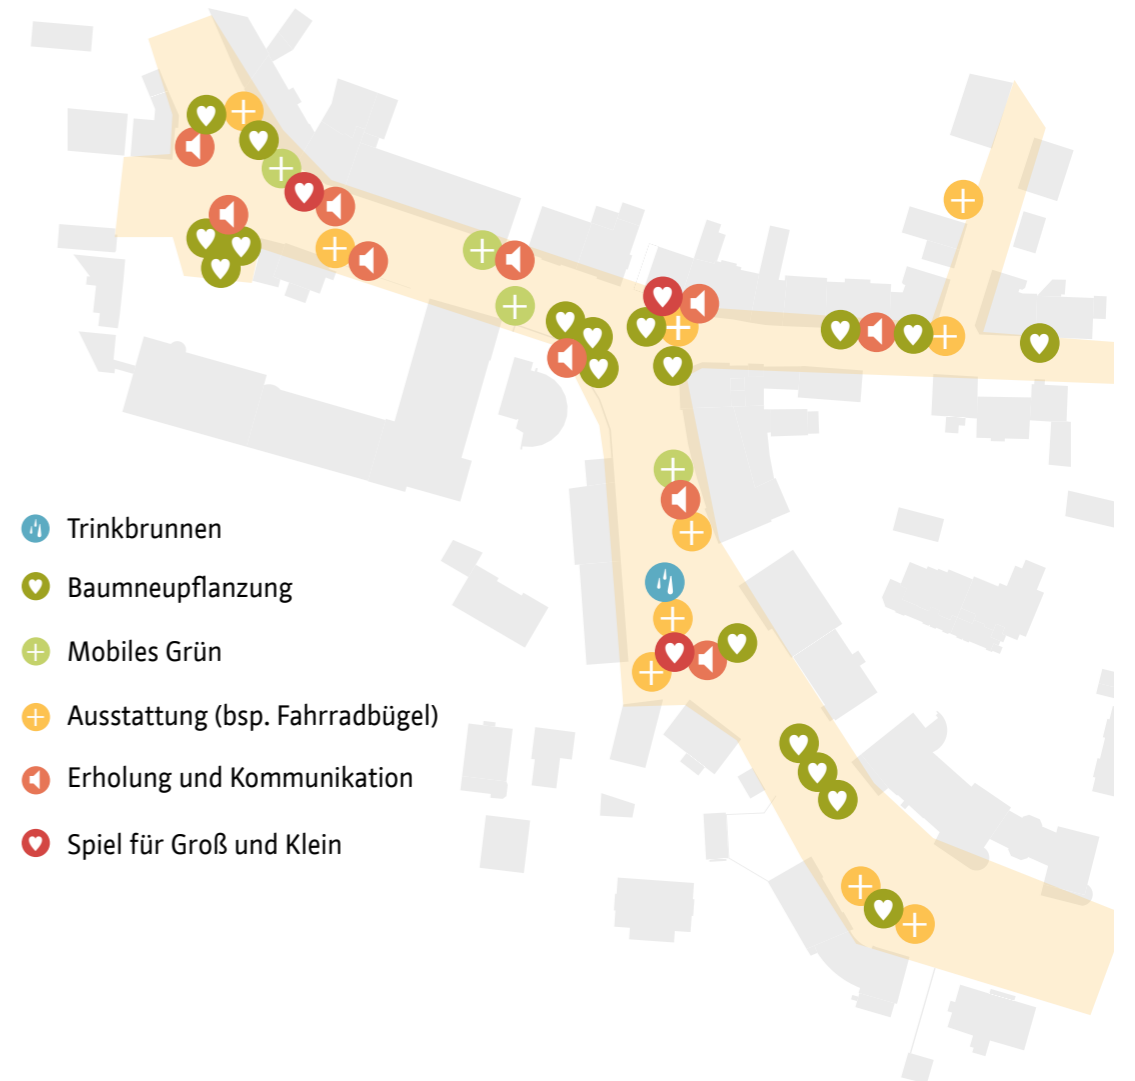 Trinkbrunnen
Baumneupflanzung
Mobiles Grün
Ausstattung (bsp. Fahrradbügel)
Erholung und Kommunikation
Spiel für Groß und Klein